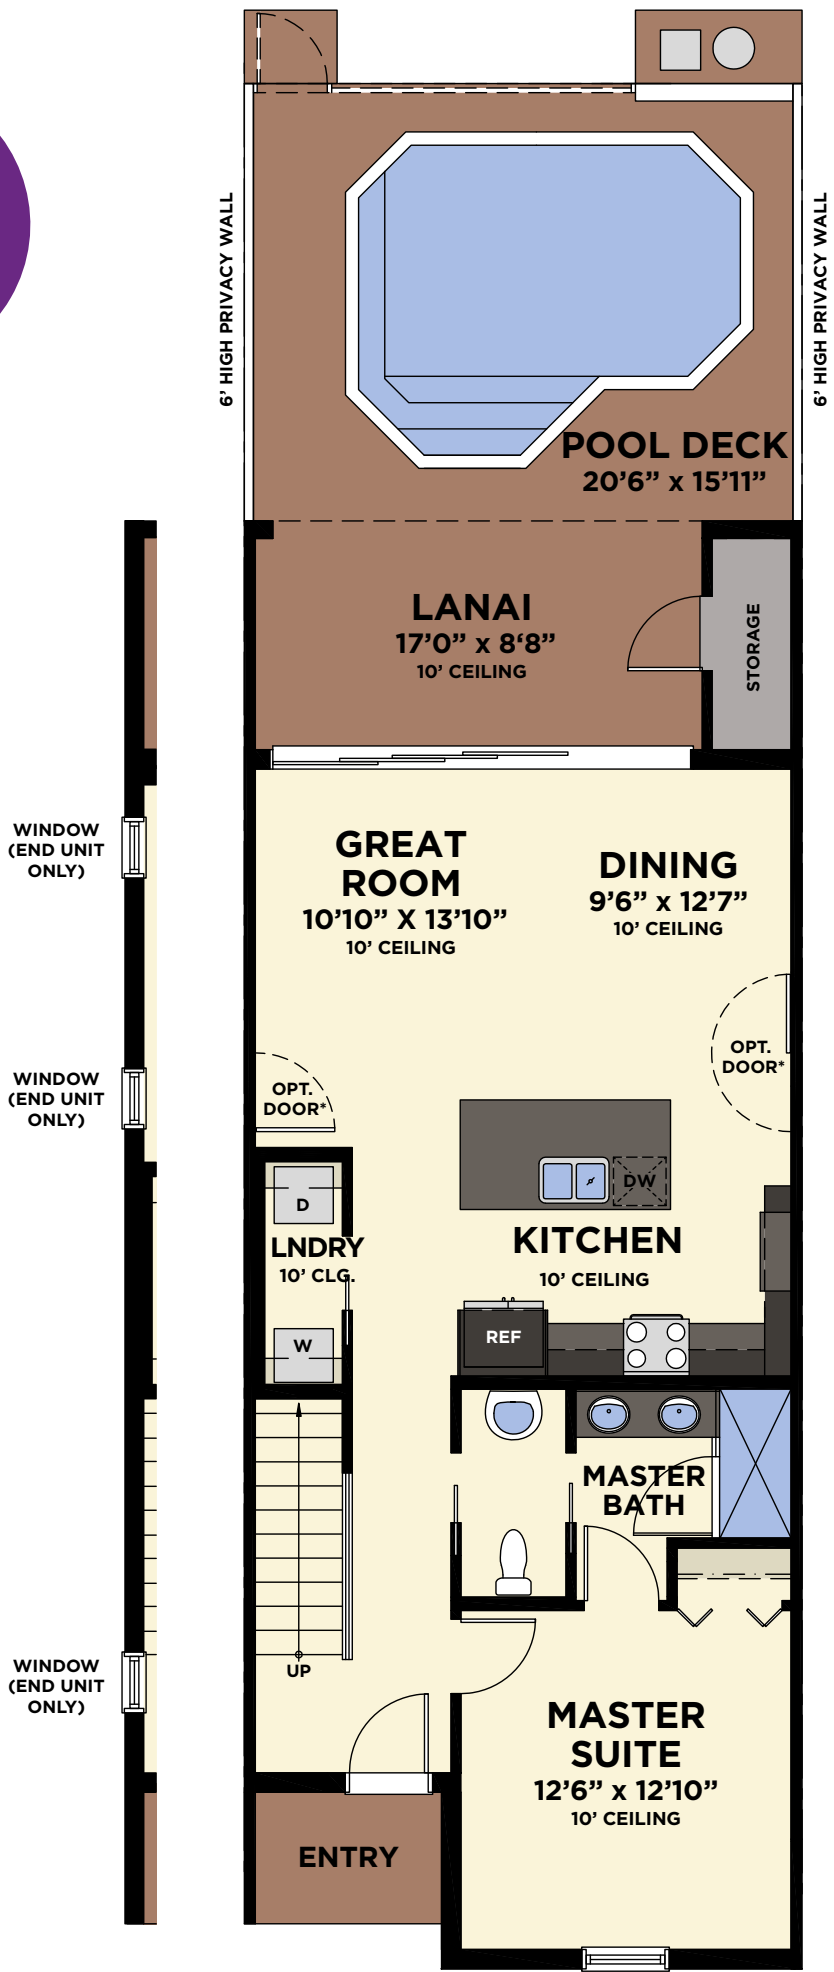 6’ HIGH PRIVACY WALL
6’ HIGH PRIVACY WALL
POOL DECK
20’6” x 15’11”
LANAI
17’0” x 8‘8”
10’ CEILING
STORAGE
WINDOW
(END UNIT
ONLY)
GREAT
ROOM
10’10” X 13’10”
10’ CEILING
DINING
9’6” x 12’7”
10’ CEILING
WINDOW
(END UNIT
ONLY)
OPT.
DOOR*
OPT.
DOOR*
D
LNDRY
10’ CLG.
W
DW
KITCHEN
10’ CEILING
REF
MASTER
BATH
UP
WINDOW
(END UNIT
ONLY)
MASTER
SUITE
12’6” x 12’10”
10’ CEILING
ENTRY